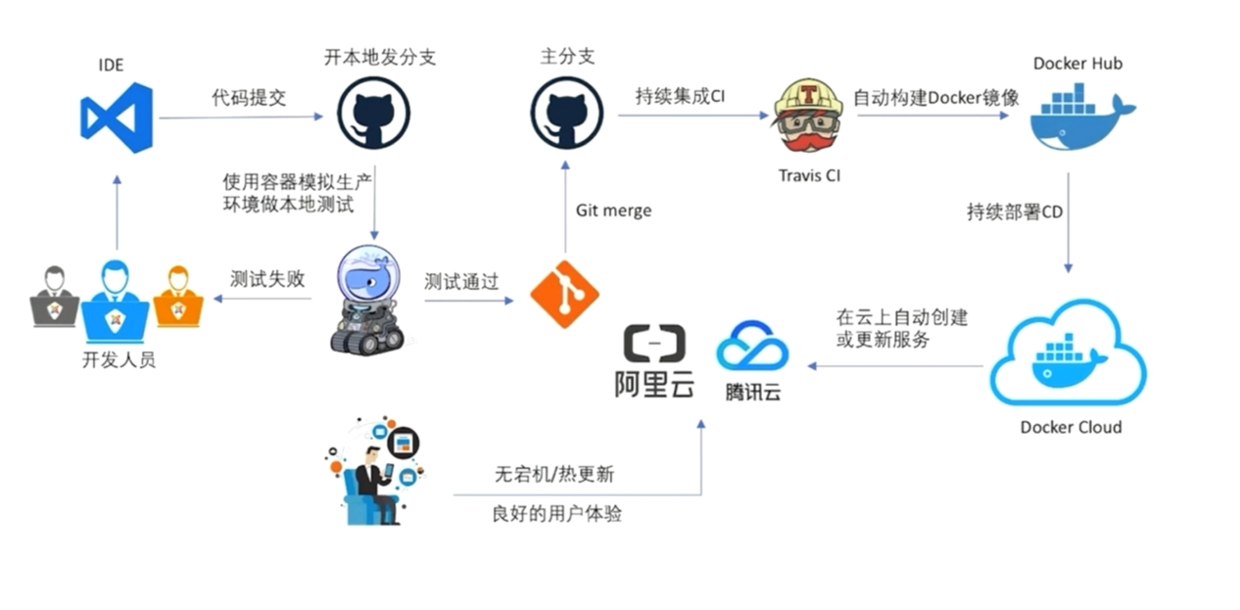 IDE
代码提交
开本地发分支
主分支
持续集成CI
Travis CI
自动构建Docker镜像
Docker Hub
使用容器模拟生产
环境做本地测试
Git merge
持续部署CD
开发人员
测试失败
测试通过
阿里云
腾讯云
在云上自动创建
或更新服务
Docker Cloud
无宕机/热更新
良好的用户体验